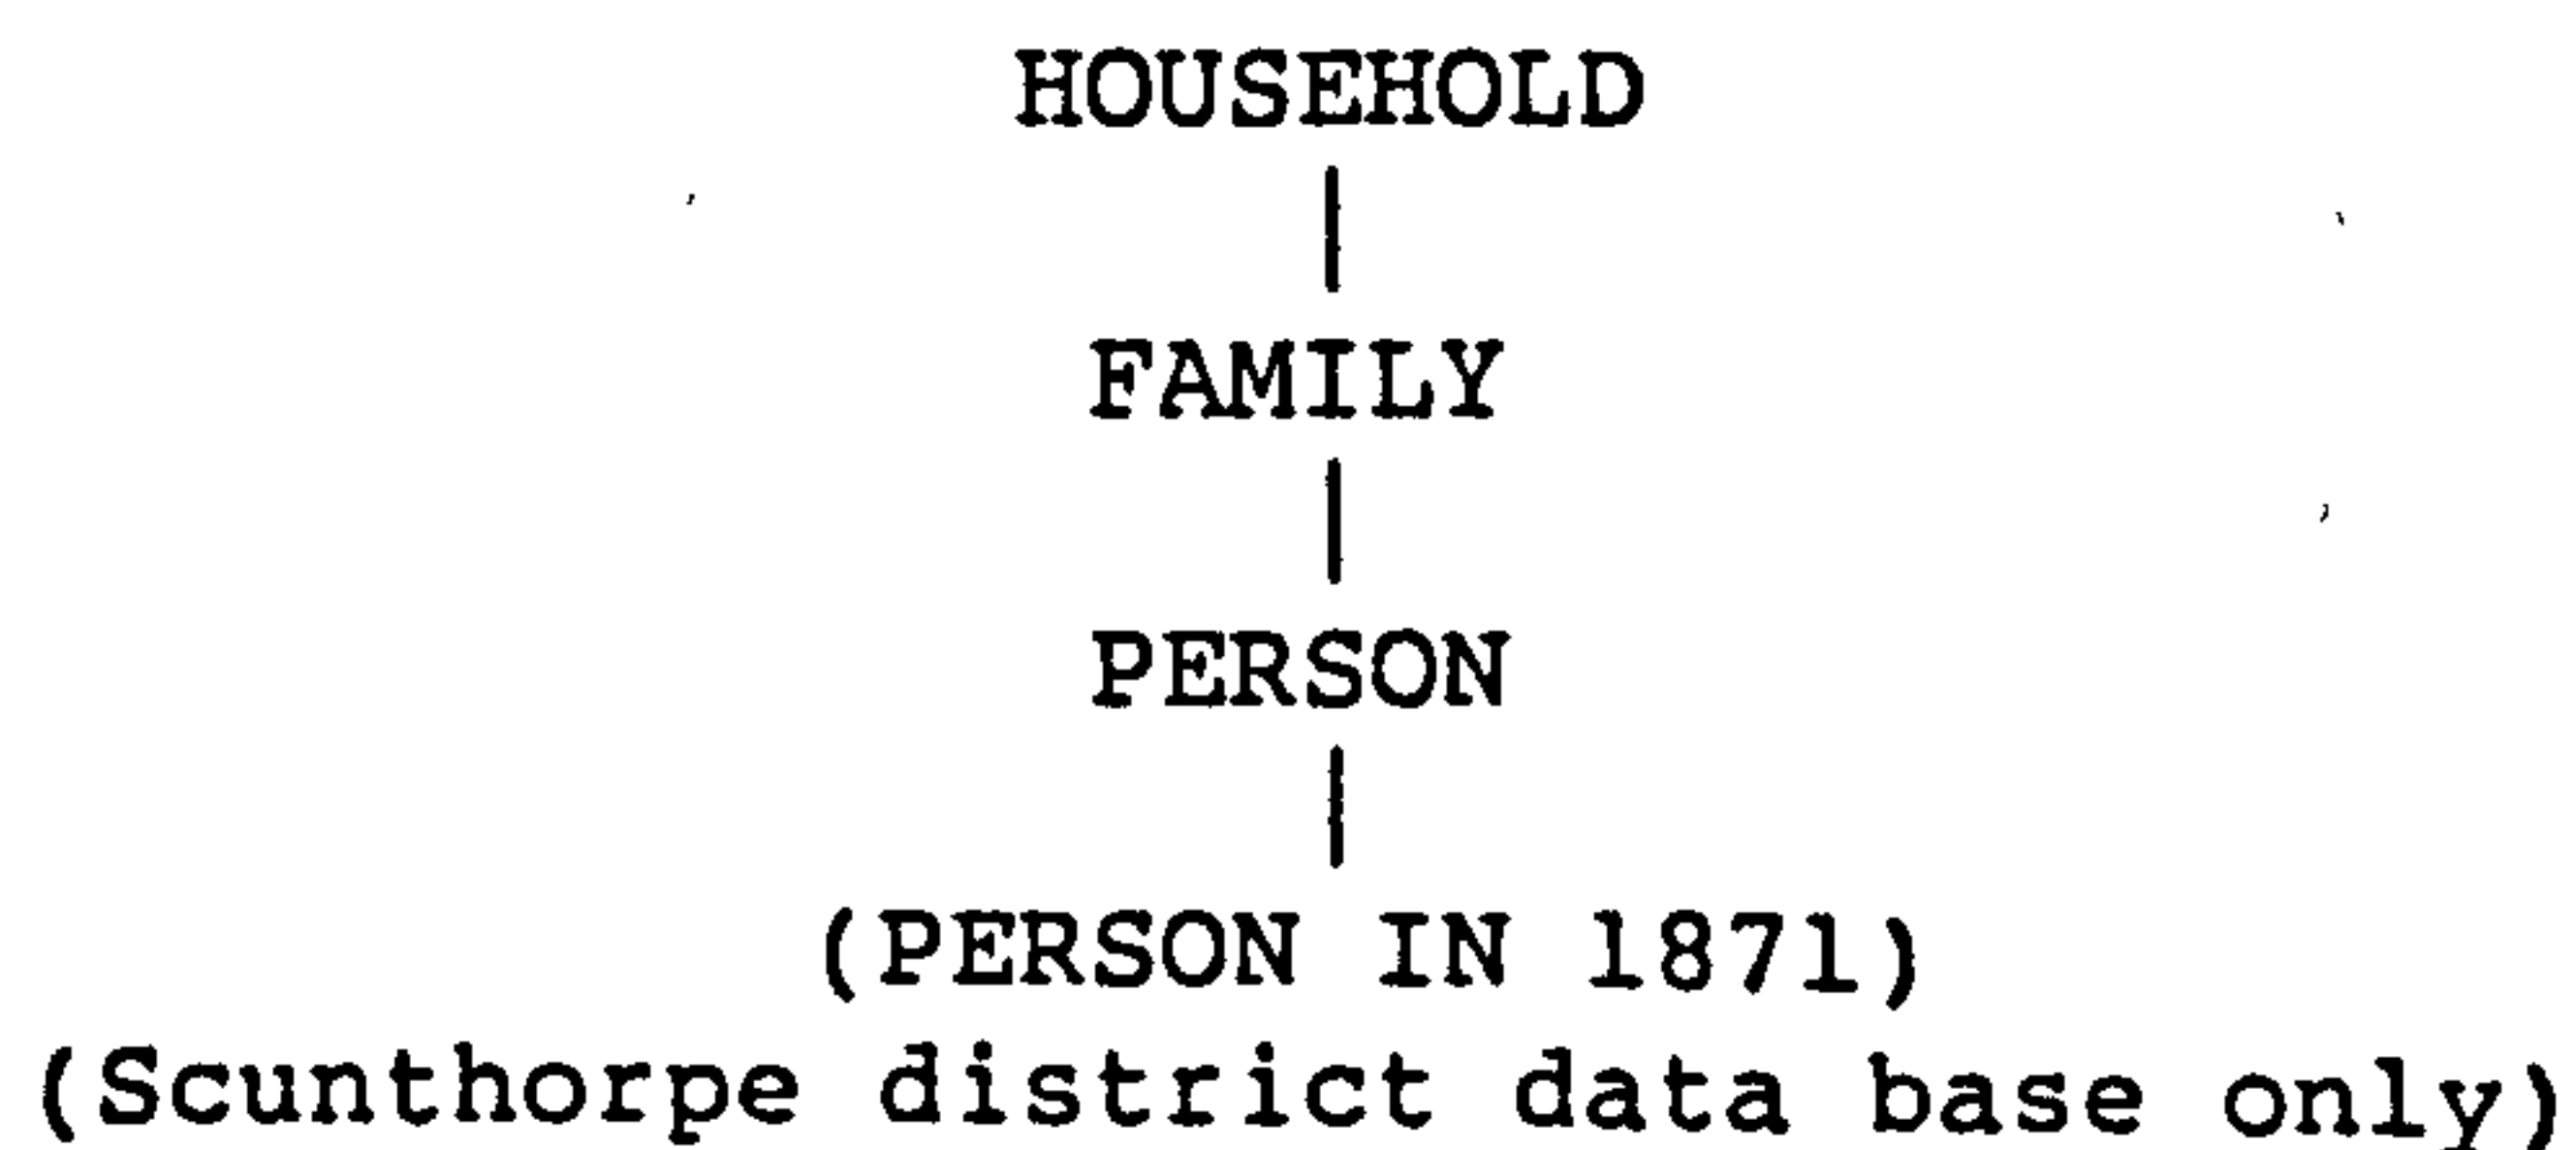 HOUSEHOLD
FAMILY
PERSON
(PERSON IN 1871)
(Scunthorpe district data base only)